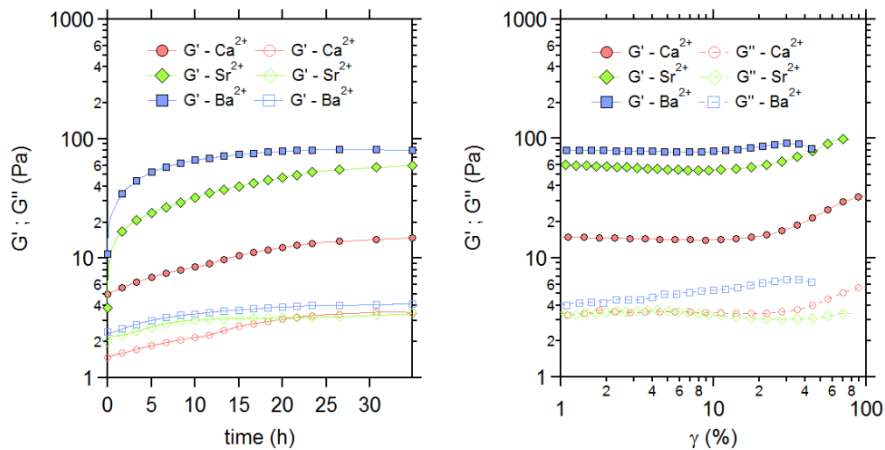 1000
6
4
2
100
6
4
2
10
6
4
2
1
G' ; G'' (Pa)
G' - Ca2+ G' - Ca2+
G' - Sr2+ G' - Sr2+
G' - Ba2+ G' - Ba2+
0 5 10 15 20 25 30
time (h)
1000
6
4
2
100
6
4
2
10
6
4
2
1
G' ; G'' (Pa)
G' - Ca2+ G'' - Ca2+
G' - Sr2+ G'' - Sr2+
G' - Ba2+ G'' - Ba2+
1 2 4 6 8 10 2 4 6 8 100
γ (%)